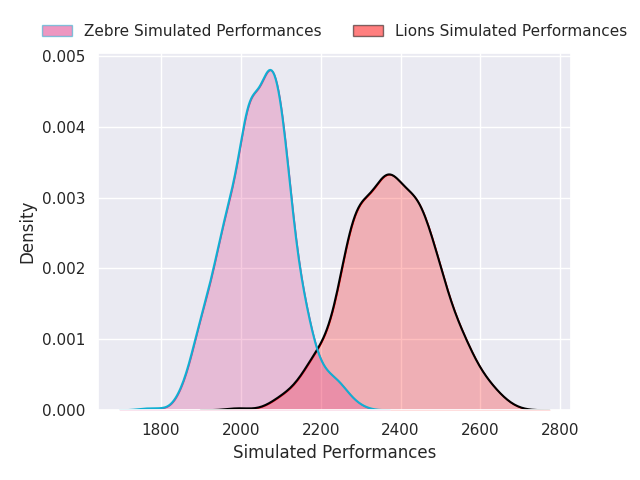 Zebre Simulated Performances Lions Simulated Performances
0.005
0.004
0.003
0.002
0.001
0.000
Density
1800 2000 2200 2400 2600 2800
Simulated Performances